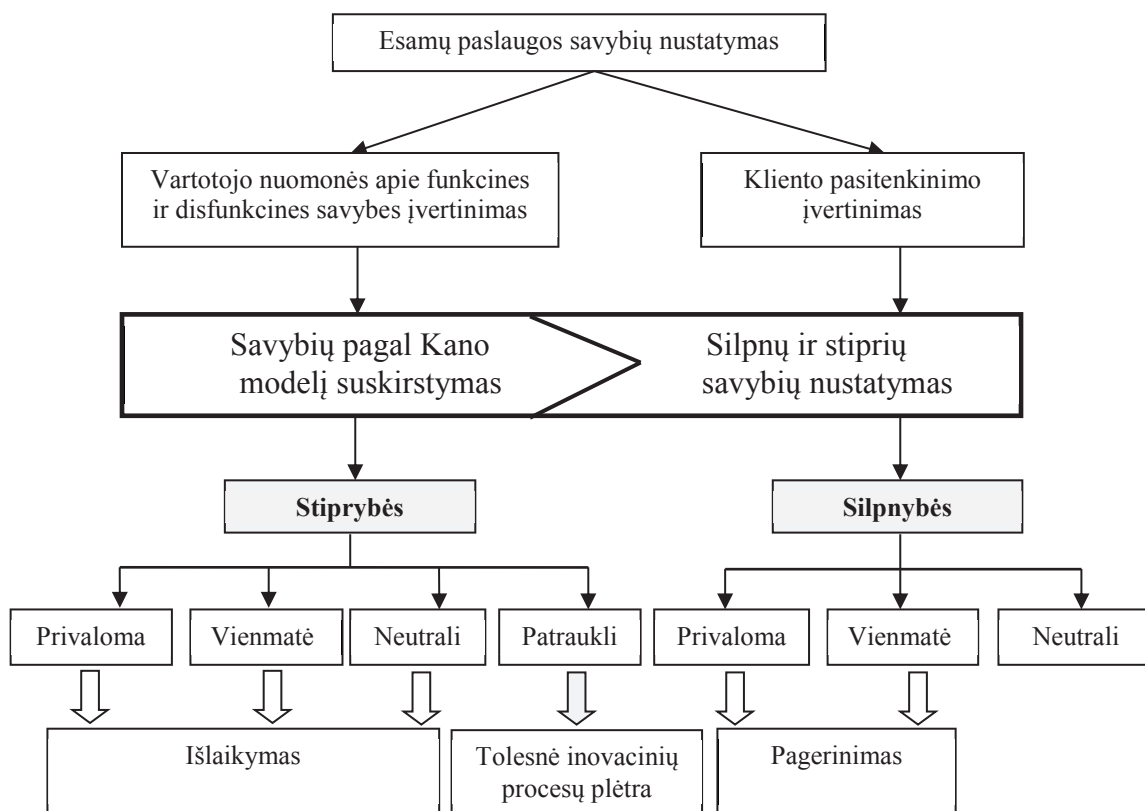 Esamų paslaugos savybių nustatymas
Vartotojo nuomonės apie funkcines
ir disfunkcines savybes įvertinimas
Kliento pasitenkinimo
įvertinimas
Savybių pagal Kano
modelį suskirstymas
Silpnų ir stiprių
savybių nustatymas
Stiprybės
Silpnybės
Privaloma
Vienmatė
Neutrali
Patraukli
Privaloma
Vienmatė
Neutrali
Išlaikymas
Tolesnė inovacinių
procesų plėtra
Pagerinimas